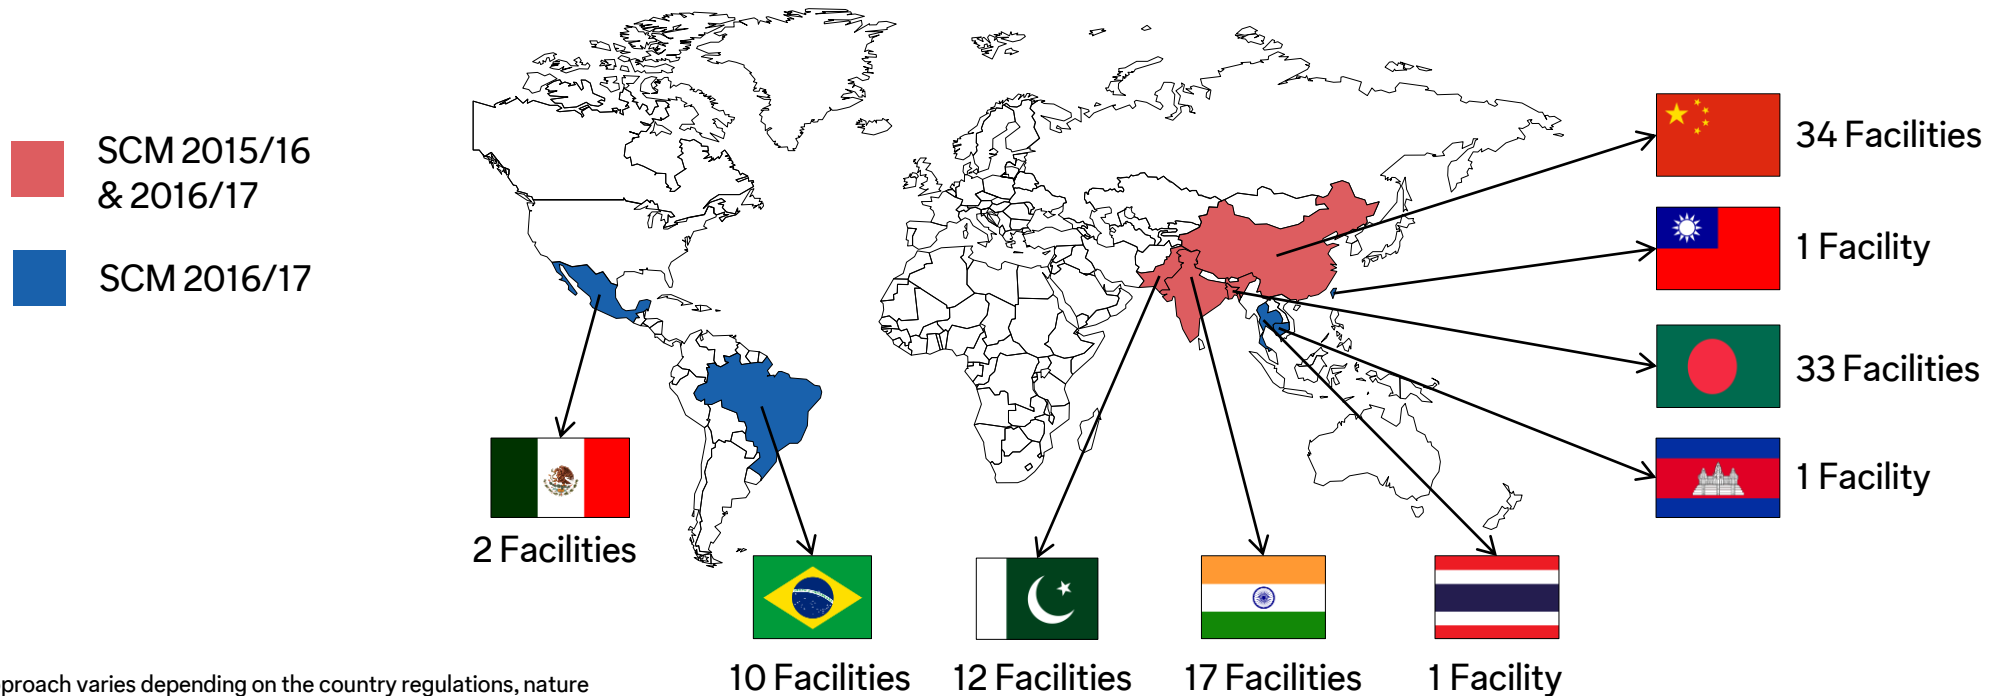 SCM 2015/16
& 2016/17
SCM 2016/17
34 Facilities
1 Facility
33 Facilities
1 Facility
2 Facilities
10 Facilities
12 Facilities
17 Facilities
1 Facility
varies depending on the country regulations, nature